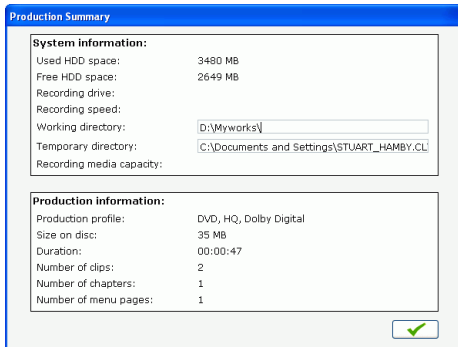 Production Summary
System information:
Used HDD space: 3480 MB
Free HDD space: 2649 MB
Recording drive:
Recording speed:
Working directory: D:\Myworks\
Temporary directory: C:\Documents and Settings\STUART_HAMBY.CL
Recording media capacity:
Production information:
Production profile: DVD, HQ, Dolby Digital
Size on disc: 35 MB
Duration: 00:00:47
Number of clips: 2
Number of chapters: 1
Number of menu pages: 1